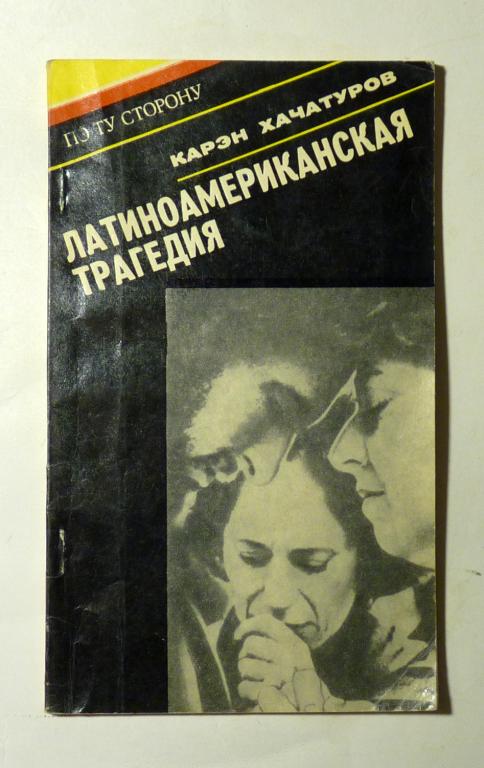 ПО ТУ СТОРОНУ
КАРЭН ХАЧАТУРОВ
ЛАТИНОАМЕРИКАНСКАЯ
ТРАГЕДИЯ